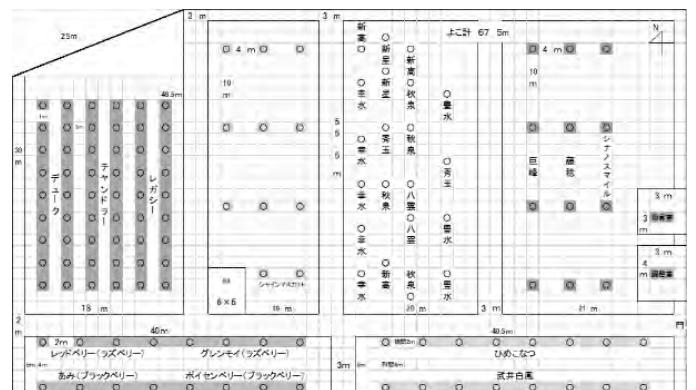 2 m
3 m
よこ計 67.5m
N
25m
4 m
10 m
4 m
10 m
新高
新星
新星
新高
秋泉
幸水
豊水
46.5m
30 m
デューク
チャンドラー
レガシー
秀玉
秋泉
幸水
秀玉
巨峰
藤稔
シナノスマイル
幸水
秋泉
八雲
八雲
豊水
幸水
新高
秋泉
幸水
豊水
3 m
3 m
3 m
4 m
6×6
シャインマスカット
18 m
16 m
20 m
3 m
21 m
2 m
40m
40.5m
門
2m
レッドベリー(ラズベリー)
グレンモイ(ラズベリー)
ひめこなつ
3m
あみ(ブラックベリー)
ボイセンベリー(ブラックベリー)
武井白鳳